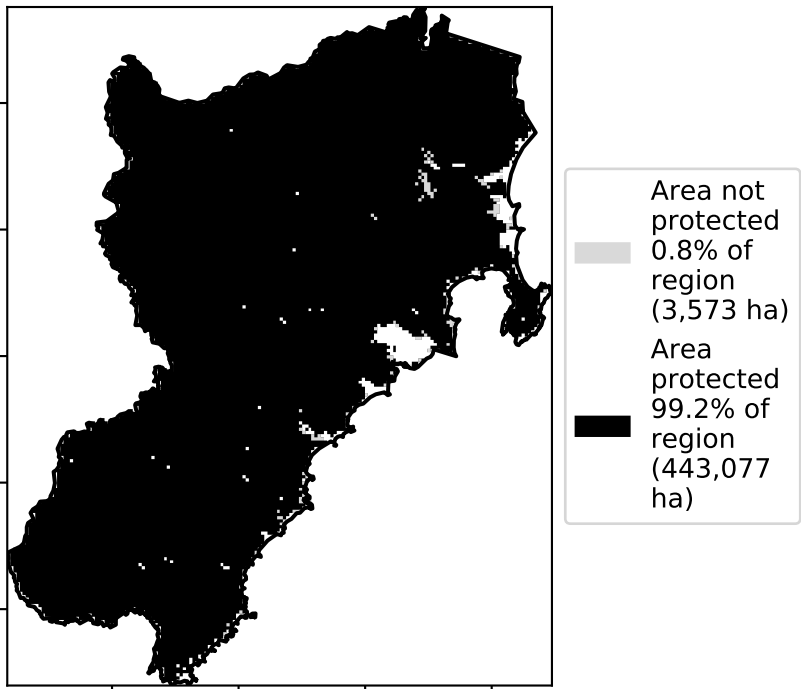 Area not
protected
0.8% of
region
(3,573 ha)
Area
protected
99.2% of
region
(443,077
ha)